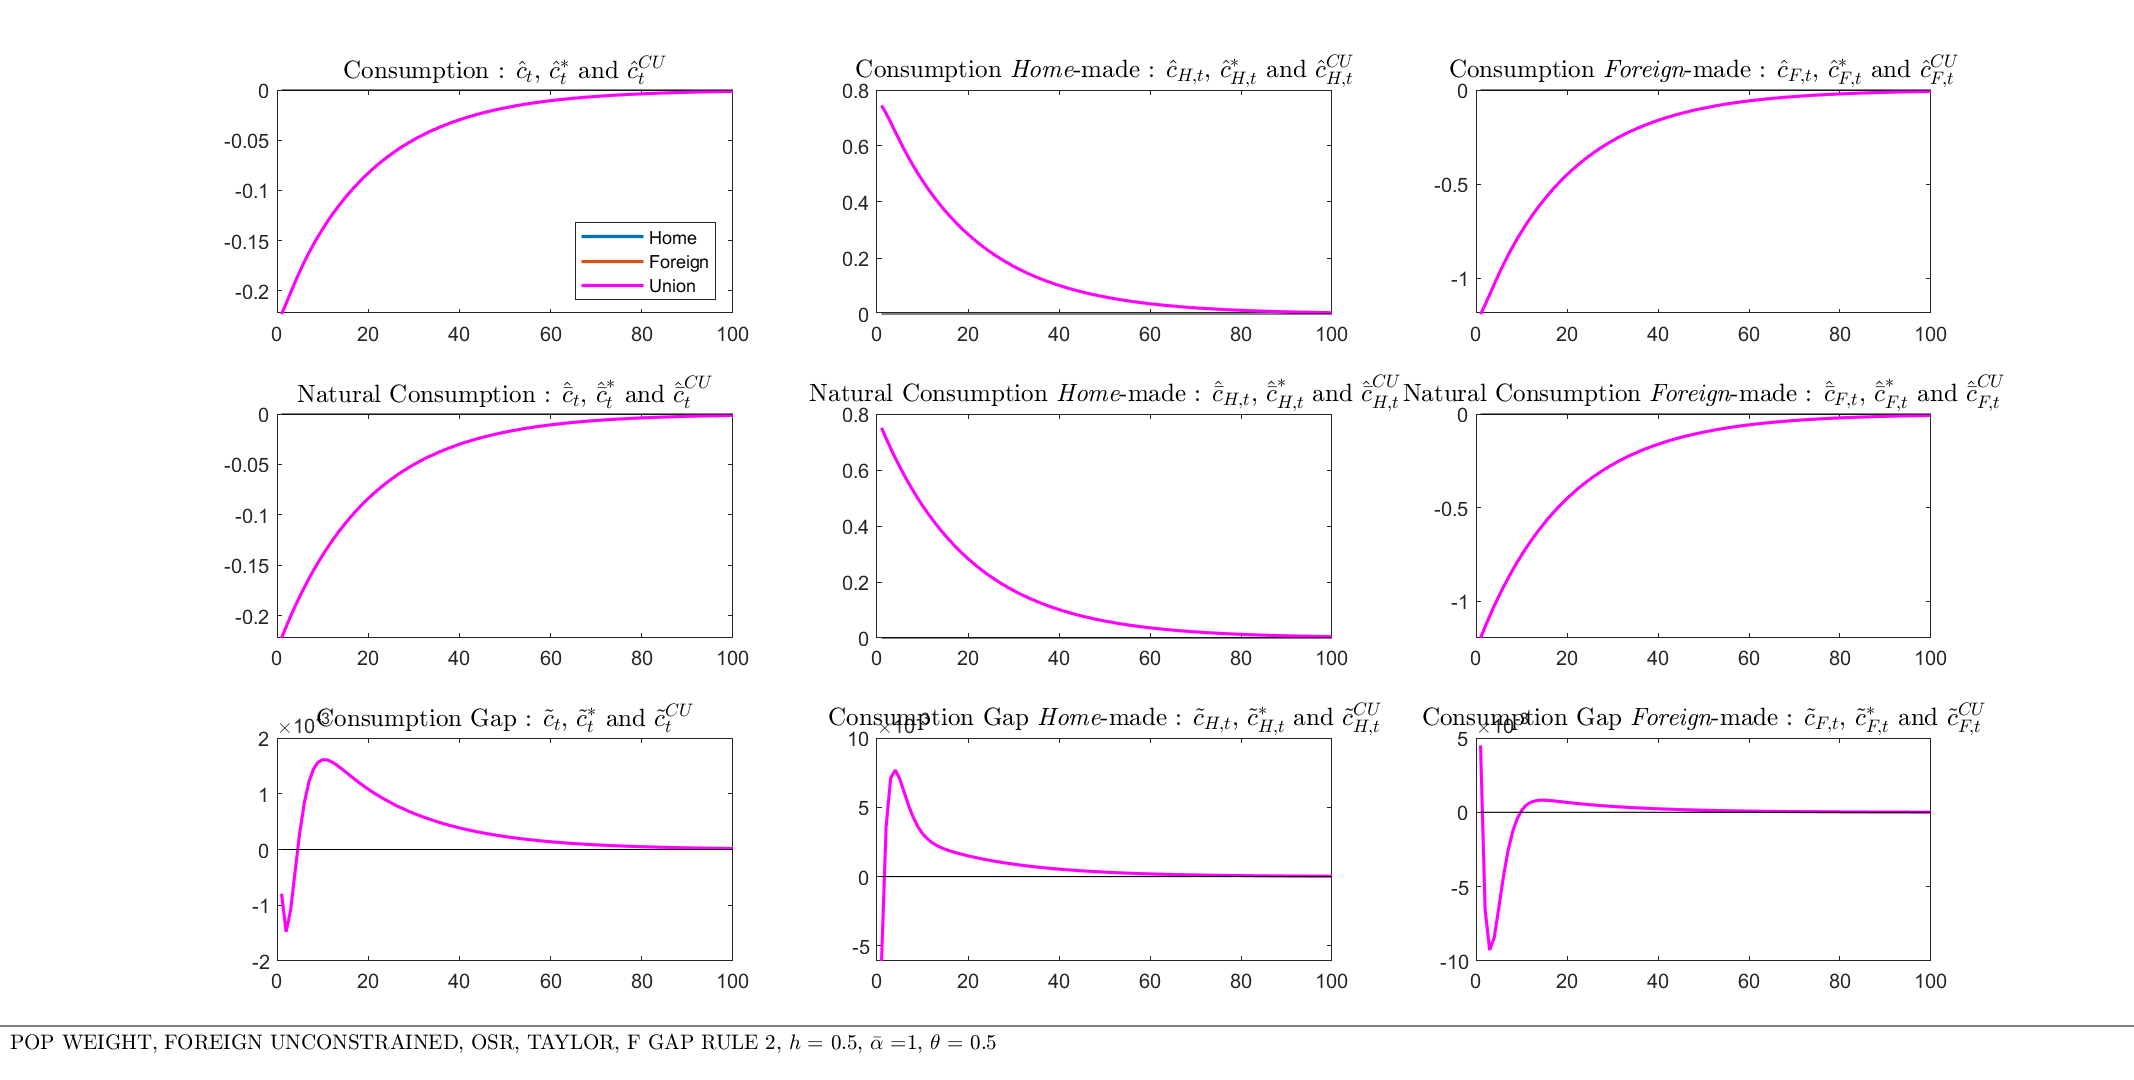 Consumption : ĉ_t, ĉ*_t and ĉ^CU_t
Consumption Home-made : ĉ_H,t, ĉ*_H,t and ĉ^CU_H,t
Consumption Foreign-made : ĉ_F,t, ĉ*_F,t and ĉ^CU_F,t
0
-0.05
-0.1
-0.15
-0.2
0 20 40 60 80 100
Home
Foreign
Union
0.8
0.6
0.4
0.2
0
0 20 40 60 80 100
0
-0.5
-1
0 20 40 60 80 100
Natural Consumption : ĉ̄_t, ĉ̄*_t and ĉ̄^CU_t
Natural Consumption Home-made : ĉ̄_H,t, ĉ̄*_H,t and ĉ̄^CU_H,t
Natural Consumption Foreign-made : ĉ̄_F,t, ĉ̄*_F,t and ĉ̄^CU_F,t
0
-0.05
-0.1
-0.15
-0.2
0 20 40 60 80 100
0.8
0.6
0.4
0.2
0
0 20 40 60 80 100
0
-0.5
-1
0 20 40 60 80 100
Consumption Gap : c̃_t, c̃*_t and c̃^CU_t
Consumption Gap Home-made : c̃_H,t, c̃*_H,t and c̃^CU_H,t
Consumption Gap Foreign-made : c̃_F,t, c̃*_F,t and c̃^CU_F,t
×10^-3
2
1
0
-1
-2
0 20 40 60 80 100
×10^-3
10
5
0
-5
0 20 40 60 80 100
×10^-3
5
0
-5
-10
0 20 40 60 80 100
POP WEIGHT, FOREIGN UNCONSTRAINED, OSR, TAYLOR, F GAP RULE 2, h = 0.5, ᾱ =1, θ = 0.5